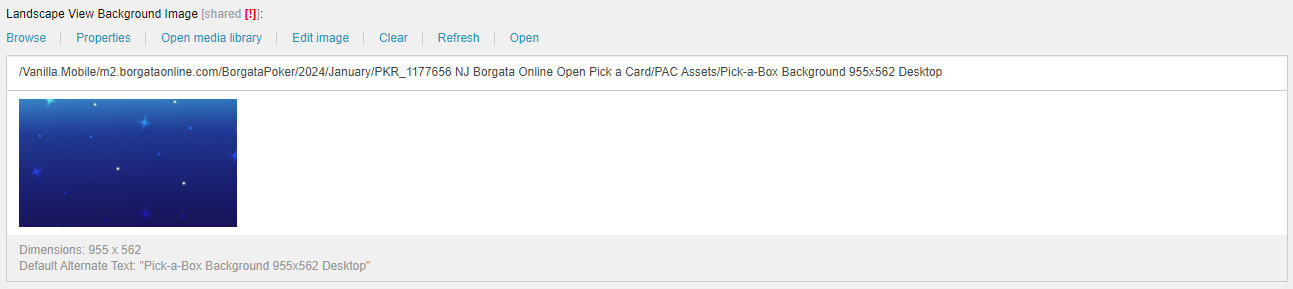 Landscape View Background Image [shared [!]]:
Browse Properties Open media library Edit image Clear Refresh Open
/Vanilla.Mobile/m2.borgataonline.com/BorgataPoker/2024/January/PKR_1177656 NJ Borgata Online Open Pick a Card/PAC Assets/Pick-a-Box Background 955x562 Desktop
Dimensions: 955 x 562
Default Alternate Text: "Pick-a-Box Background 955x562 Desktop"